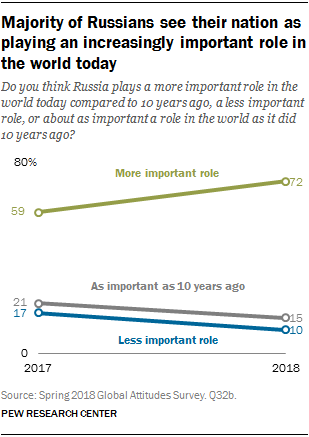 Majority of Russians see their nation as
playing an increasingly important role in
the world today
Do you think Russia plays a more important role in the
world today compared to 10 years ago, a less important
role, or about as important a role in the world as it did
10 years ago?
80%
More important role
72
59
As important as 10 years ago
21
17
15
10
Less important role
0
2017
2018
Source: Spring 2018 Global Attitudes Survey. Q32b.
PEW RESEARCH CENTER